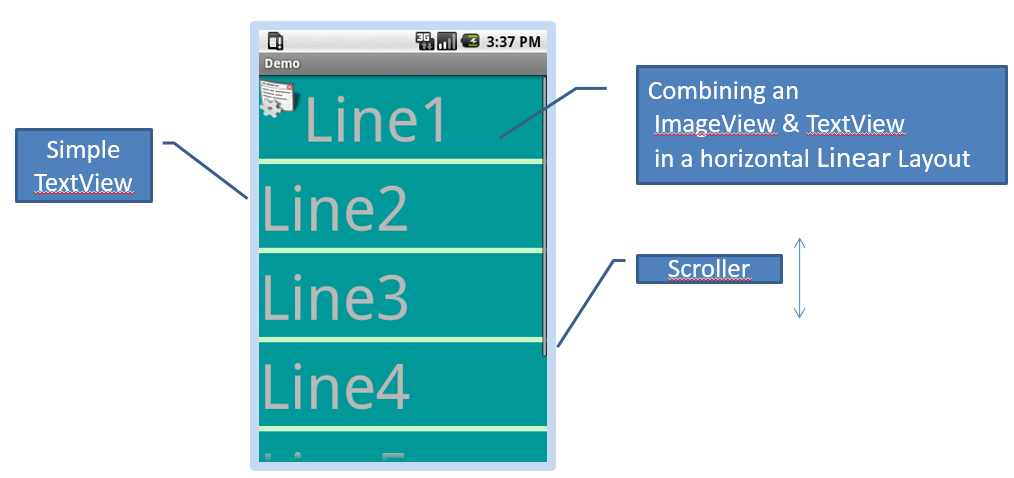 3G 3:37 PM
Demo
Line1
Line2
Line3
Line4
Simple
TextView
Combining an
ImageView & TextView
in a horizontal Linear Layout
Scroller